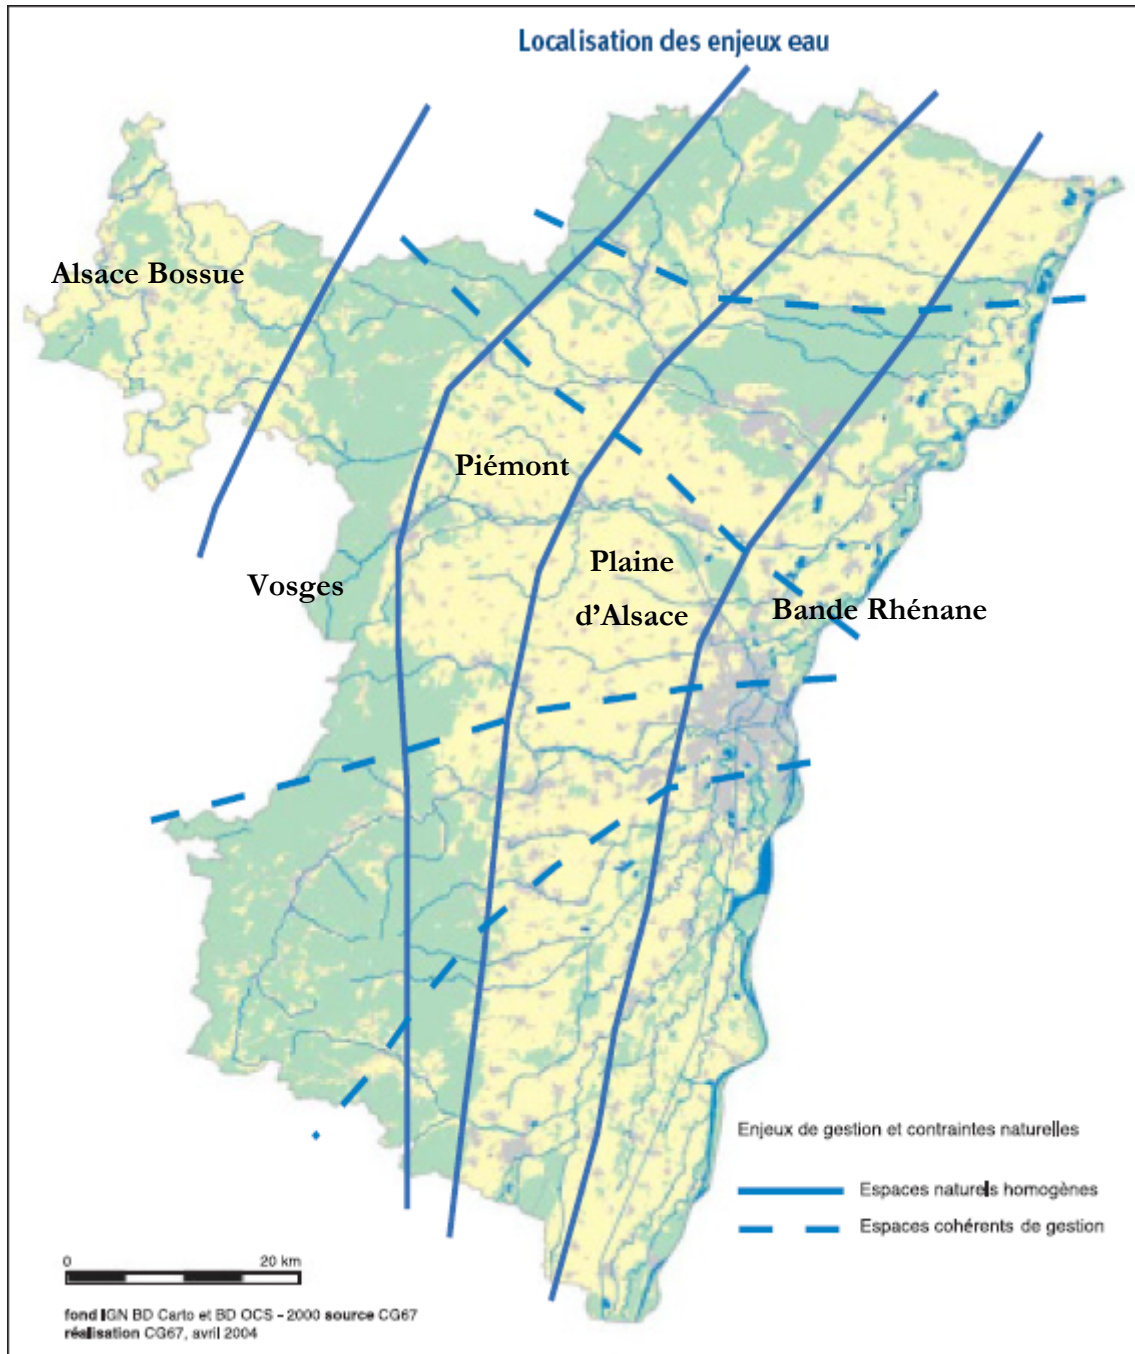 Localisation des enjeux eau
Alsace Bossue
Piémont
Vosges
Plaine
d’Alsace
Bande Rhénane
Enjeux de gestion et contraintes naturelles
Espaces naturels homogènes
Espaces cohérents de gestion
0 20 km
fond IGN BD Carto et BD OCS - 2000 source CG67
réalisation CG67, avril 2004